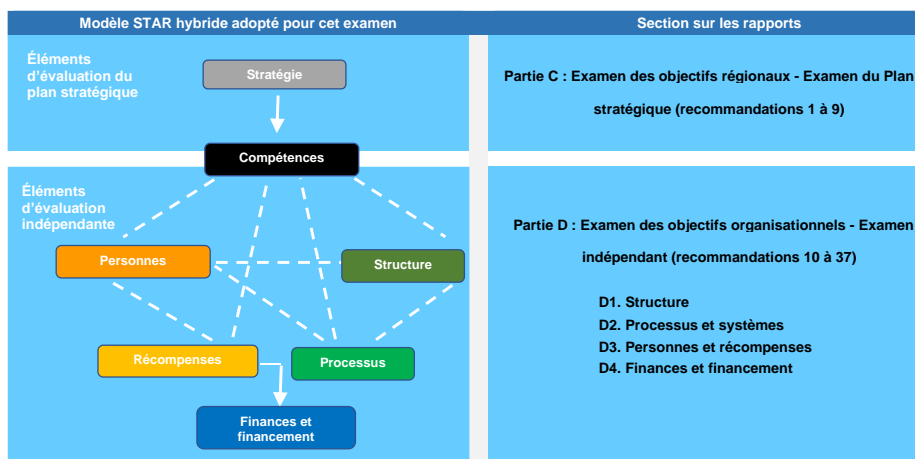 Modèle STAR hybride adopté pour cet examen
Section sur les rapports
Éléments
d'évaluation du
plan stratégique
Stratégie
Partie C : Examen des objectifs régionaux - Examen du Plan
stratégique (recommandations 1 à 9)
Compétences
Éléments
d'évaluation
indépendante
Personnes
Structure
Récompenses
Processus
Finances et
financement
Partie D : Examen des objectifs organisationnels - Examen
indépendant (recommandations 10 à 37)
D1. Structure
D2. Processus et systèmes
D3. Personnes et récompenses
D4. Finances et financement